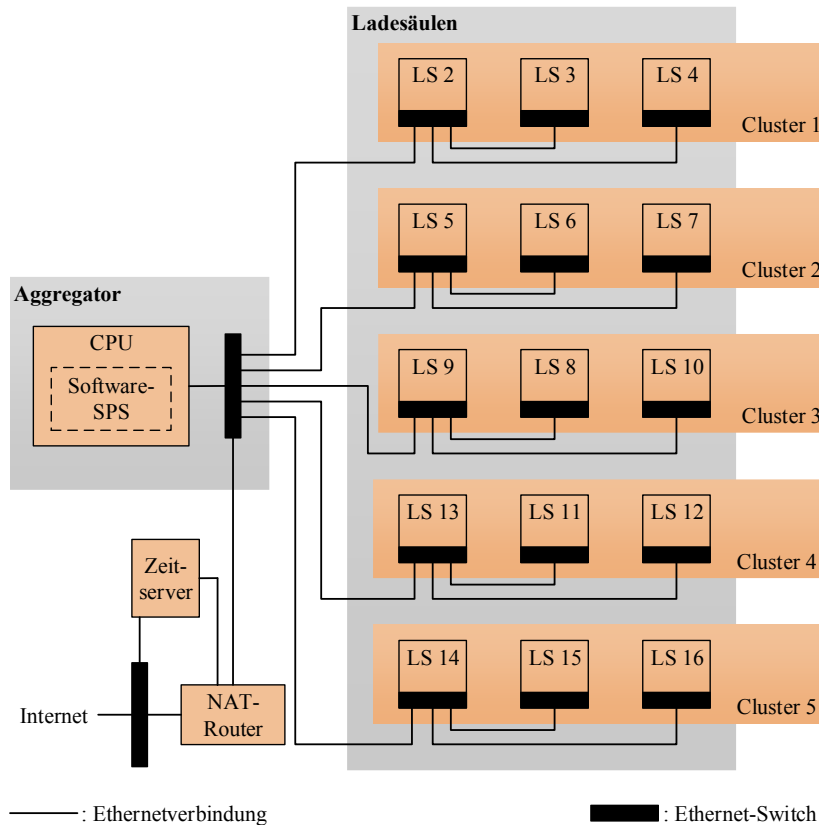 Ladesäulen
LS 2
LS 3
LS 4
Cluster 1
LS 5
LS 6
LS 7
Cluster 2
Aggregator
CPU
Software-
SPS
LS 9
LS 8
LS 10
Cluster 3
LS 13
LS 11
LS 12
Cluster 4
Zeit-
server
LS 14
LS 15
LS 16
Cluster 5
Internet
NAT-
Router
: Ethernetverbindung
: Ethernet-Switch